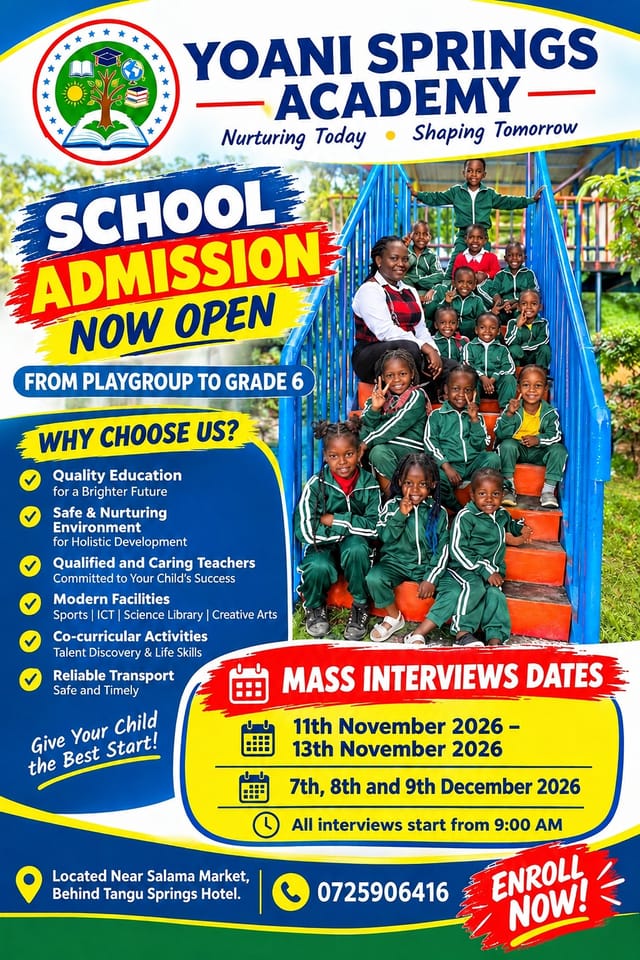 YOANI SPRINGS
ACADEMY
Nurturing Today • Shaping Tomorrow
SCHOOL
ADMISSION
NOW OPEN
FROM PLAYGROUP TO GRADE 6
WHY CHOOSE US?
Quality Education
for a Brighter Future
Safe & Nurturing
Environment
for Holistic Development
Qualified and Caring Teachers
Committed to Your Child's Success
Modern Facilities
Sports | ICT | Science Library | Creative Arts
Co-curricular Activities
Talent Discovery & Life Skills
Reliable Transport
Safe and Timely
Give Your Child
the Best Start!
MASS INTERVIEWS DATES
11th November 2026 –
13th November 2026
7th, 8th and 9th December 2026
All interviews start from 9:00 AM
Located Near Salama Market,
Behind Tangu Springs Hotel.
0725906416
ENROLL
NOW!